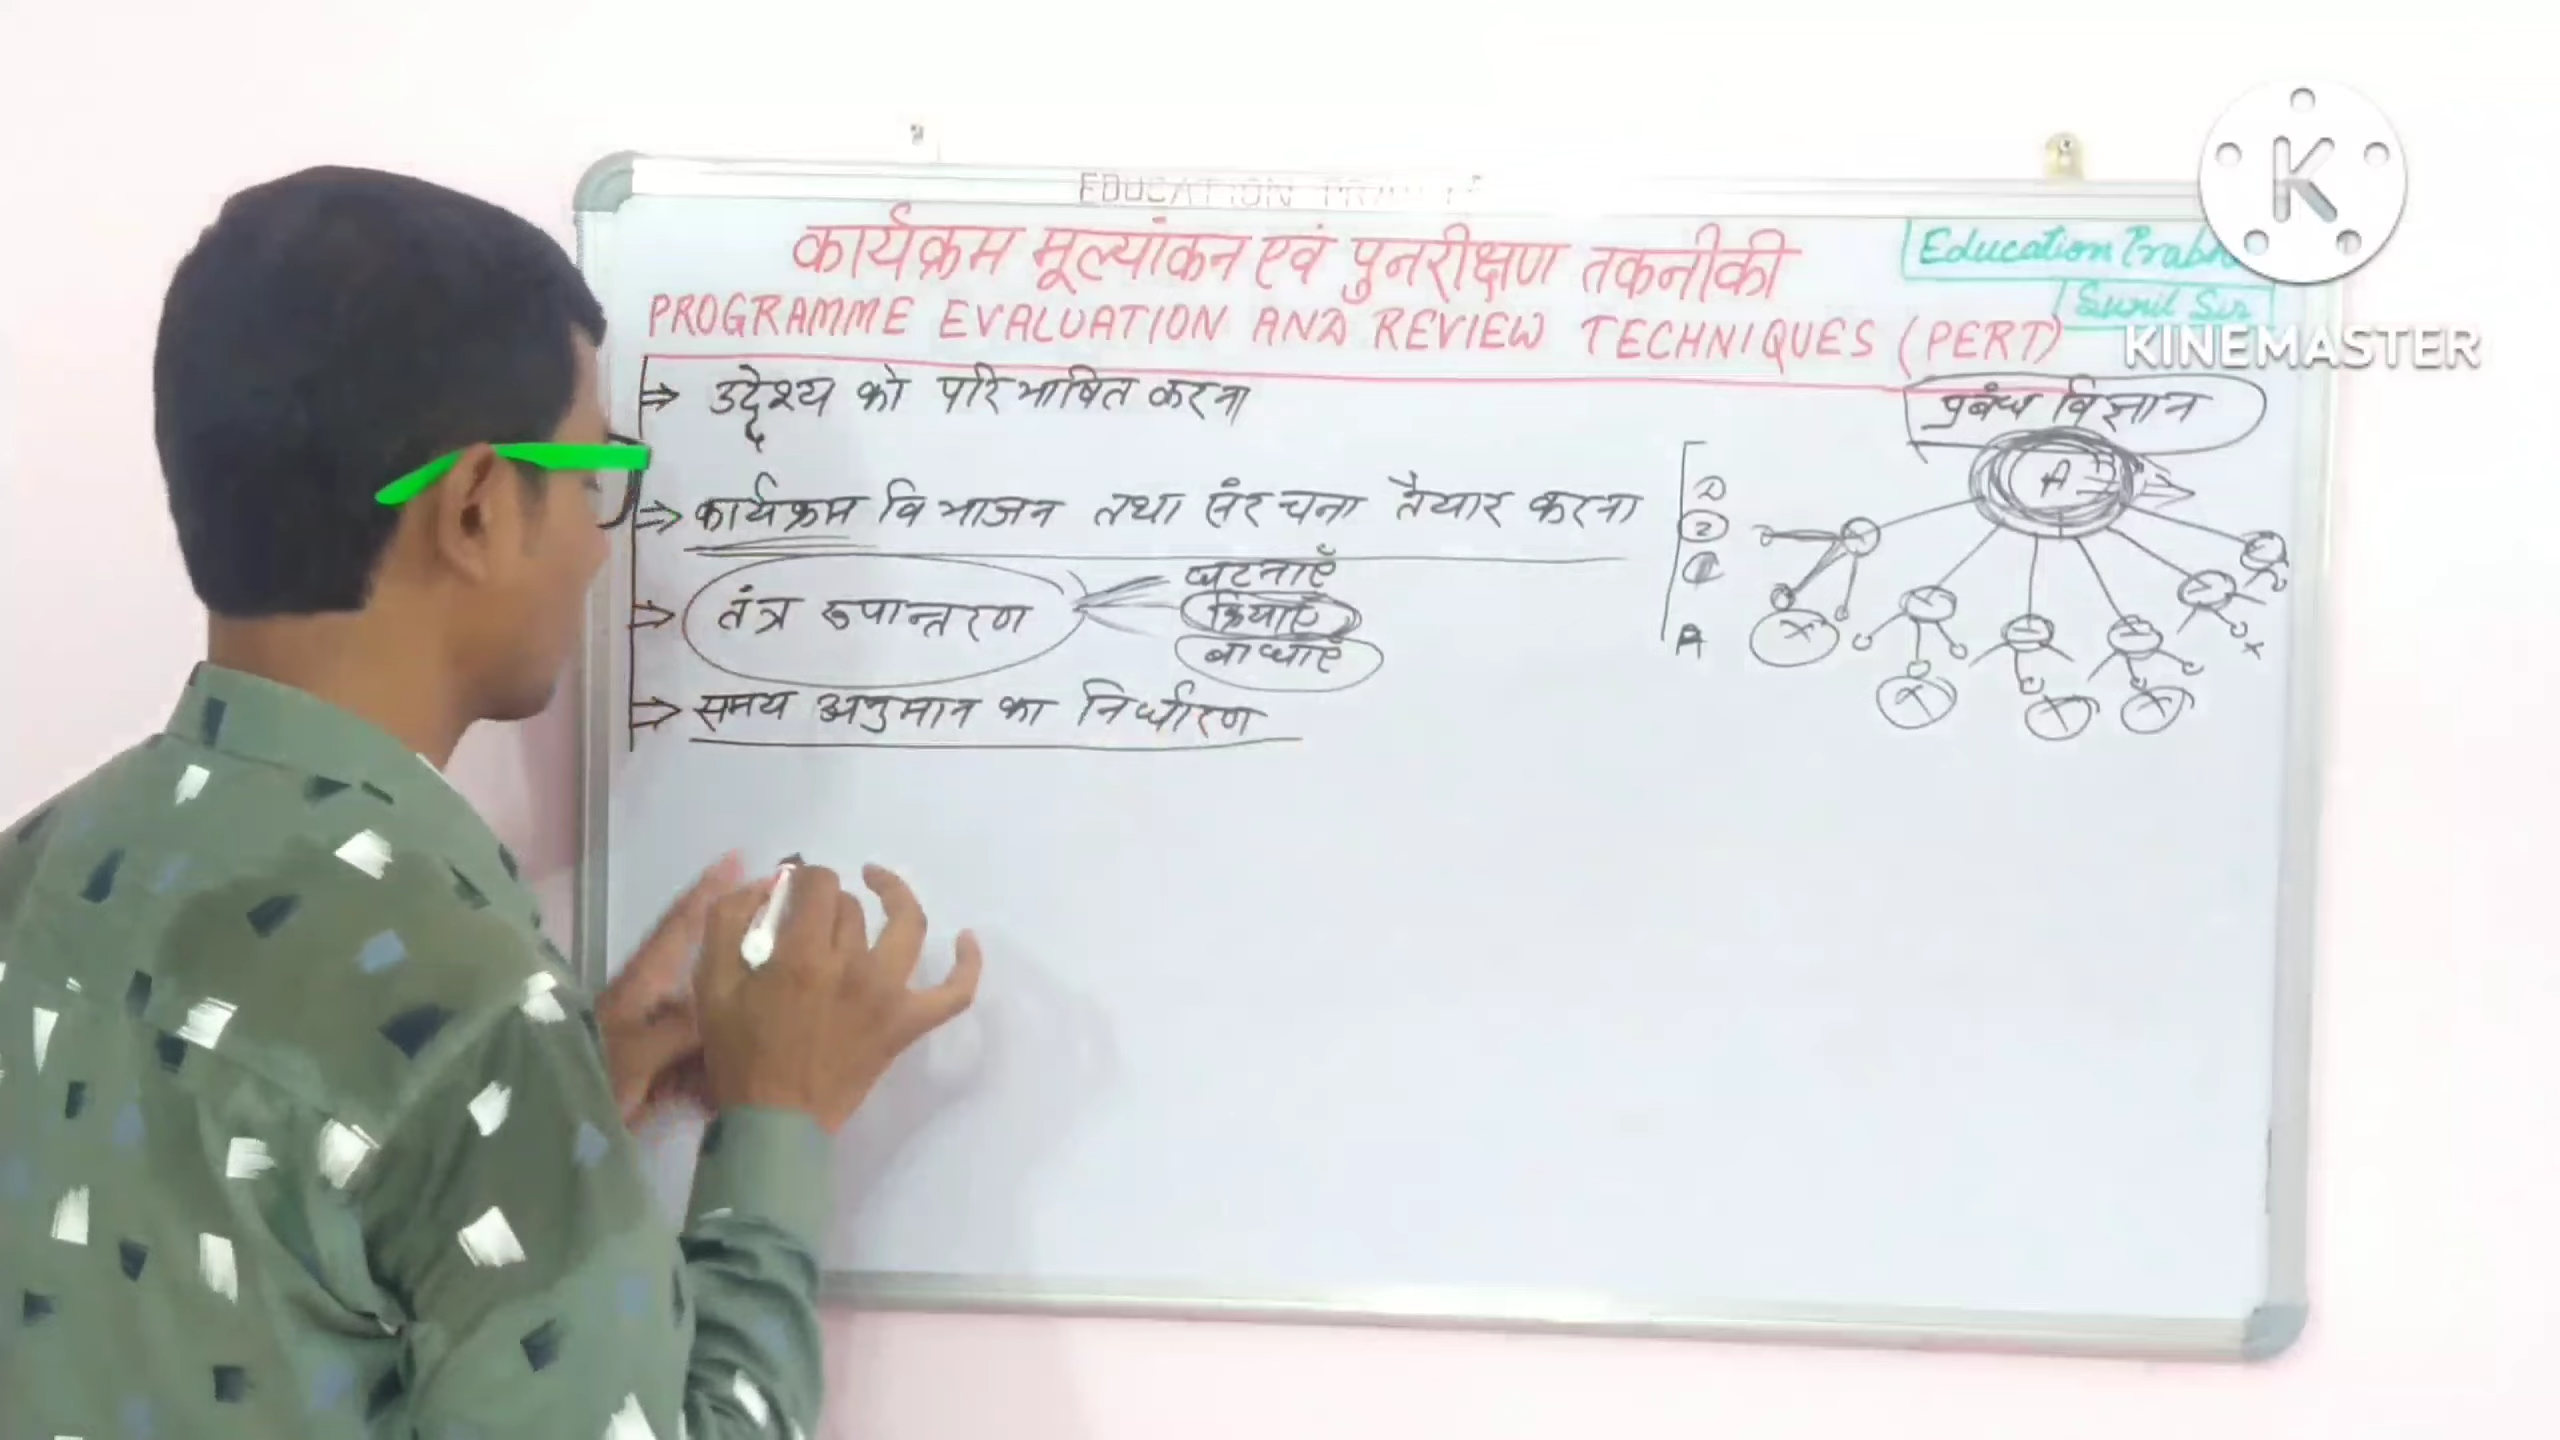 कार्यक्रम मूल्यांकन एवं पुनरीक्षण तकनीकी
PROGRAMME EVALUATION AND REVIEW TECHNIQUES (PERT)
Education
Sunil Sir
K
KINEMASTER
उद्देश्य को परिभाषित करना
प्रबंध विज्ञान
A
कार्यक्रम विभाजन तथा संरचना तैयार करना
2
A
तंत्र रूपान्तरण
घटनाएँ
क्रियाएँ
बाधाएँ
समय अनुमान का निर्धारण